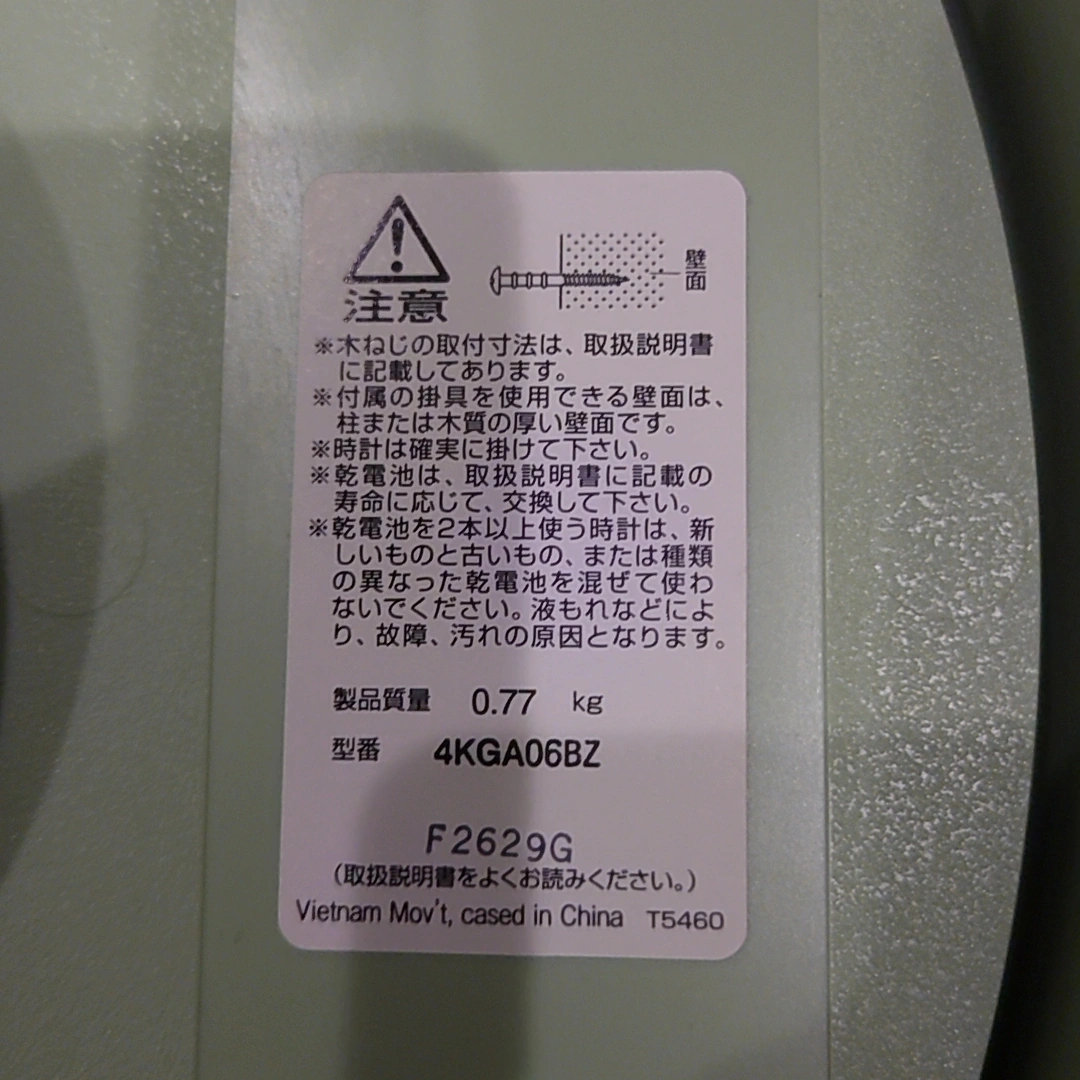 壁面
注意
※木ねじの取付寸法は、取扱説明書
に記載してあります。
※付属の掛具を使用できる壁面は、
柱または木質の厚い壁面です。
※時計は確実に掛けて下さい。
※乾電池は、取扱説明書に記載の
寿命に応じて、交換して下さい。
※乾電池を2本以上使う時計は、新
しいものと古いもの、または種類
の異なった乾電池を混ぜて使わ
ないでください。液もれなどによ
り、故障、汚れの原因となります。
製品質量 0.77 kg
型番 4KGA06BZ
F2629G
(取扱説明書をよくお読みください。)
Vietnam Mov't, cased in China T5460